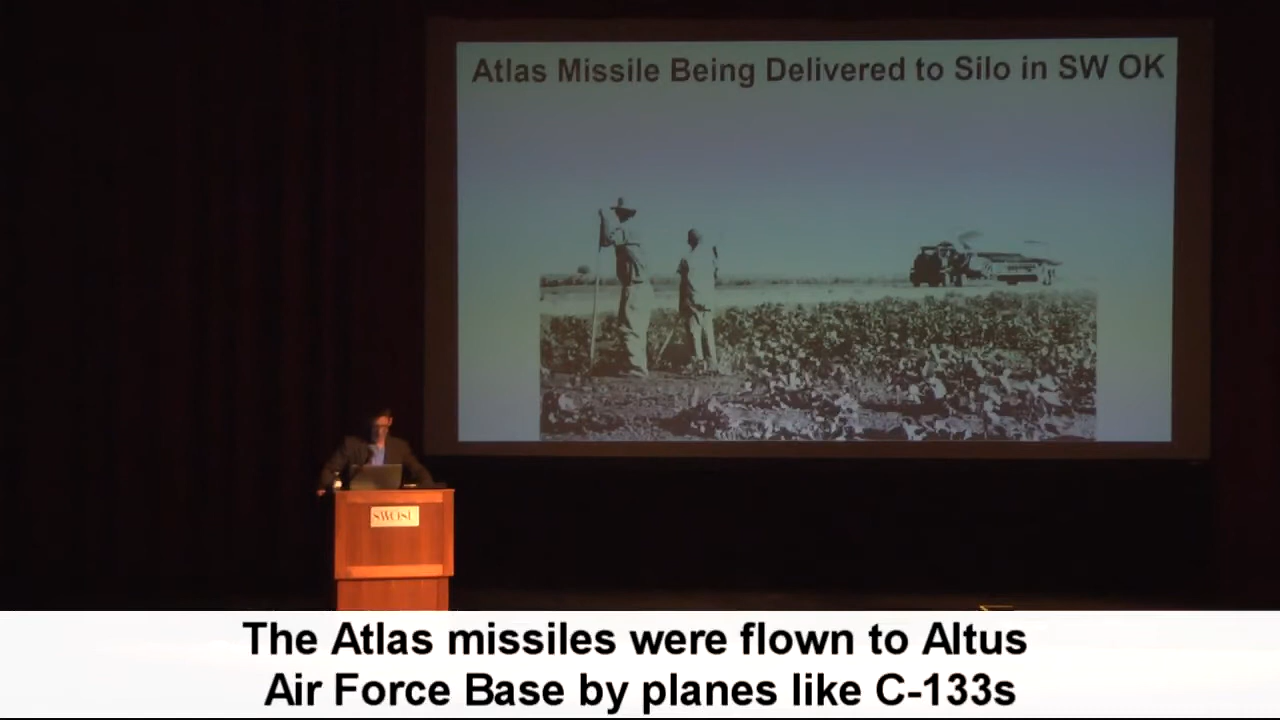 Atlas Missile Being Delivered to Silo in SW OK
SWOSU
The Atlas missiles were flown to Altus
Air Force Base by planes like C-133s